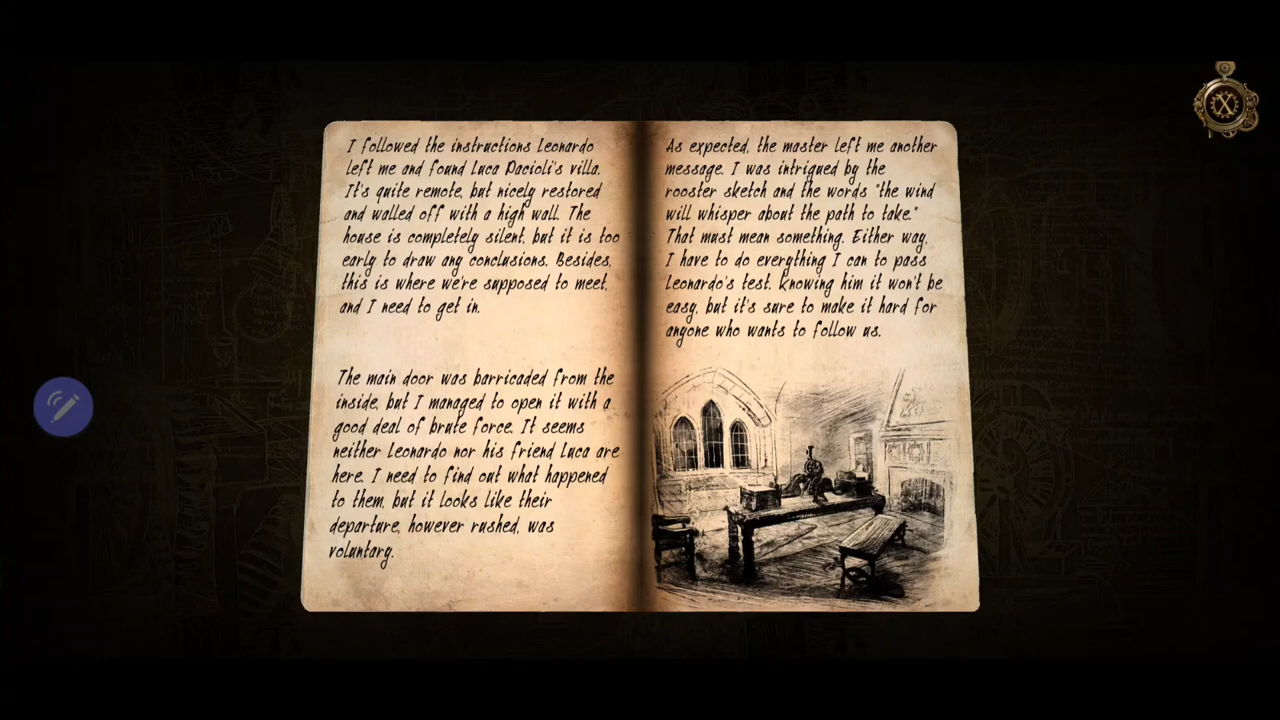 I followed the instructions Leonardo
left me and found Luca Pacioli's villa.
It's quite remote, but nicely restored
and walled off with a high wall. The
house is completely silent, but it is too
early to draw any conclusions. Besides,
this is where we're supposed to meet,
and I need to get in.
The main door was barricaded from the
inside, but I managed to open it with a
good deal of brute force. It seems
neither Leonardo nor his friend Luca are
here. I need to find out what happened
to them, but it looks like their
departure, however rushed, was
voluntary.
As expected, the master left me another
message. I was intrigued by the
rooster sketch and the words "the wind
will whisper about the path to take."
That must mean something. Either way,
I have to do everything I can to pass
Leonardo's test. Knowing him it won't be
easy, but it's sure to make it hard for
anyone who wants to follow us.